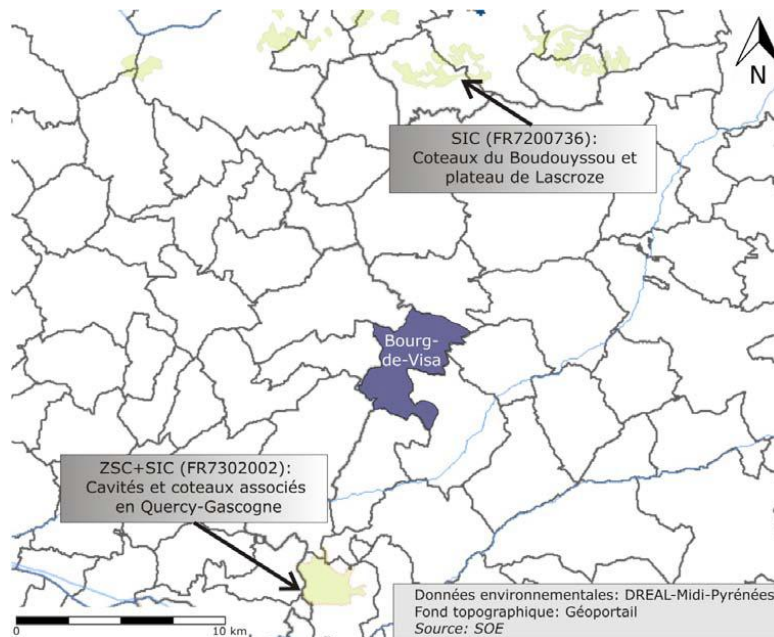 N
SIC (FR7200736):
Coteaux du Boudouyssou et
plateau de Lascroze
Bourg-
de-Visa
ZSC+SIC (FR7302002):
Cavités et coteaux associés
en Quercy-Gascogne
0 10 km
Données environnementales: DREAL-Midi-Pyrénées
Fond topographique: Géoportail
Source: SOE